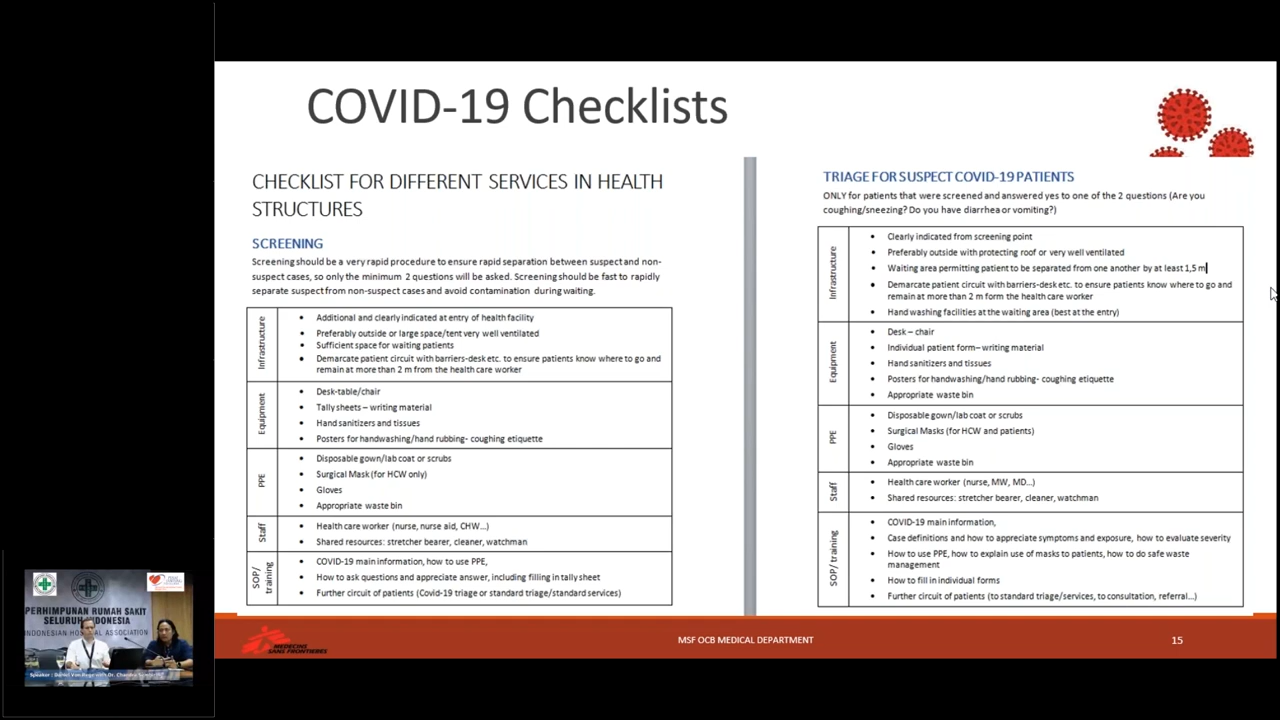 COVID-19 Checklists
CHECKLIST FOR DIFFERENT SERVICES IN HEALTH
STRUCTURES
SCREENING
Screening should be a very rapid procedure to ensure rapid separation between suspect and non-
suspect cases, so only the minimum 2 questions will be asked. Screening should be fast to rapidly
separate suspect from non-suspect cases and avoid contamination during waiting.
Infrastructure
• Additional and clearly indicated at entry of health facility
• Preferably outside or large space/tent very well ventilated
• Sufficient space for waiting patients
• Demarcate patient circuit with barriers-desk etc. to ensure patients know where to go and
remain at more than 2 m from the health care worker
Equipment
• Desk-table/chair
• Tally sheets – writing material
• Hand sanitizers and tissues
• Posters for handwashing/hand rubbing- coughing etiquette
PPE
• Disposable gown/lab coat or scrubs
• Surgical Mask (for HCW only)
• Gloves
• Appropriate waste bin
Staff
• Health care worker (nurse, nurse aid, CHW...)
• Shared resources: stretcher bearer, cleaner, watchman
SOP/
training
• COVID-19 main information, how to use PPE,
• How to ask questions and appreciate answer, including filling in tally sheet
• Further circuit of patients (Covid-19 triage or standard triage/standard services)
TRIAGE FOR SUSPECT COVID-19 PATIENTS
ONLY for patients that were screened and answered yes to one of the 2 questions (Are you
coughing/sneezing? Do you have diarrhea or vomiting?)
Infrastructure
• Clearly indicated from screening point
• Preferably outside with protecting roof or very well ventilated
• Waiting area permitting patient to be separated from one another by at least 1,5 m
• Demarcate patient circuit with barriers-desk etc. to ensure patients know where to go and
remain at more than 2 m form the health care worker
• Hand washing facilities at the waiting area (best at the entry)
Equipment
• Desk – chair
• Individual patient form– writing material
• Hand sanitizers and tissues
• Posters for handwashing/hand rubbing- coughing etiquette
• Appropriate waste bin
PPE
• Disposable gown/lab coat or scrubs
• Surgical Masks (for HCW and patients)
• Gloves
• Appropriate waste bin
Staff
• Health care worker (nurse, MW, MD...)
• Shared resources: stretcher bearer, cleaner, watchman
SOP/ training
• COVID-19 main information,
• Case definitions and how to appreciate symptoms and exposure, how to evaluate severity
• How to use PPE, how to explain use of masks to patients, how to do safe waste
management
• How to fill in individual forms
• Further circuit of patients (to standard triage/services, to consultation, referral...)
MEDECINS
SANS FRONTIERES
MSF OCB MEDICAL DEPARTMENT
15
PERHIMPUNAN RUMAH SAKIT
SELURUH INDONESIA
INDONESIAN HOSPITAL ASSOCIATION
Speaker :